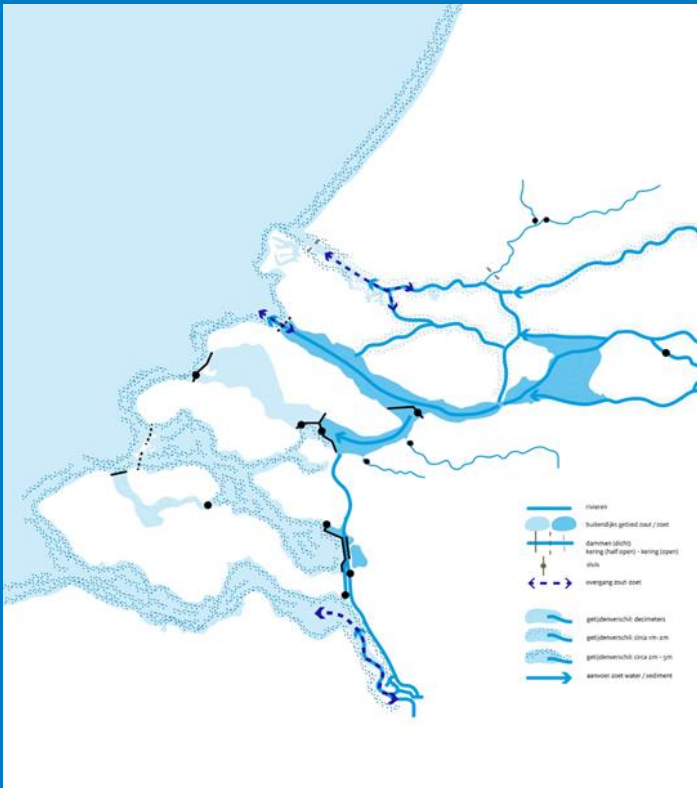 rivieren
buitendijks gebied zout / zoet
dammen (dicht)
kering (half open) - kering (open)
sluis
overgang zout zoet
getijdenverschil: decimeters
getijdenverschil: circa 1m-2m
getijdenverschil: circa 2m - 5m
aanvoer zoet water / sediment